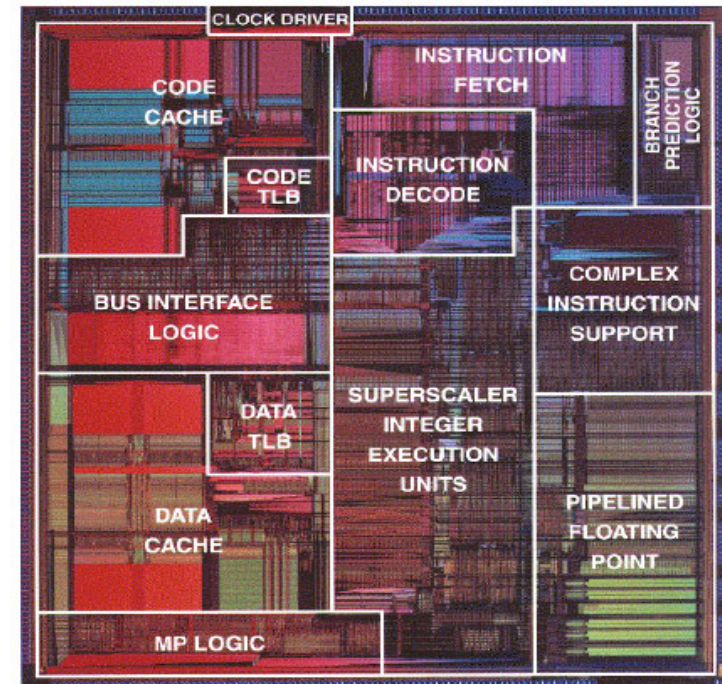 CLOCK DRIVER
CODE
CACHE
INSTRUCTION
FETCH
BRANCH
PREDICTION
LOGIC
CODE
TLB
INSTRUCTION
DECODE
BUS INTERFACE
LOGIC
COMPLEX
INSTRUCTION
SUPPORT
DATA
TLB
SUPERSCALER
INTEGER
EXECUTION
UNITS
DATA
CACHE
PIPELINED
FLOATING
POINT
MP LOGIC